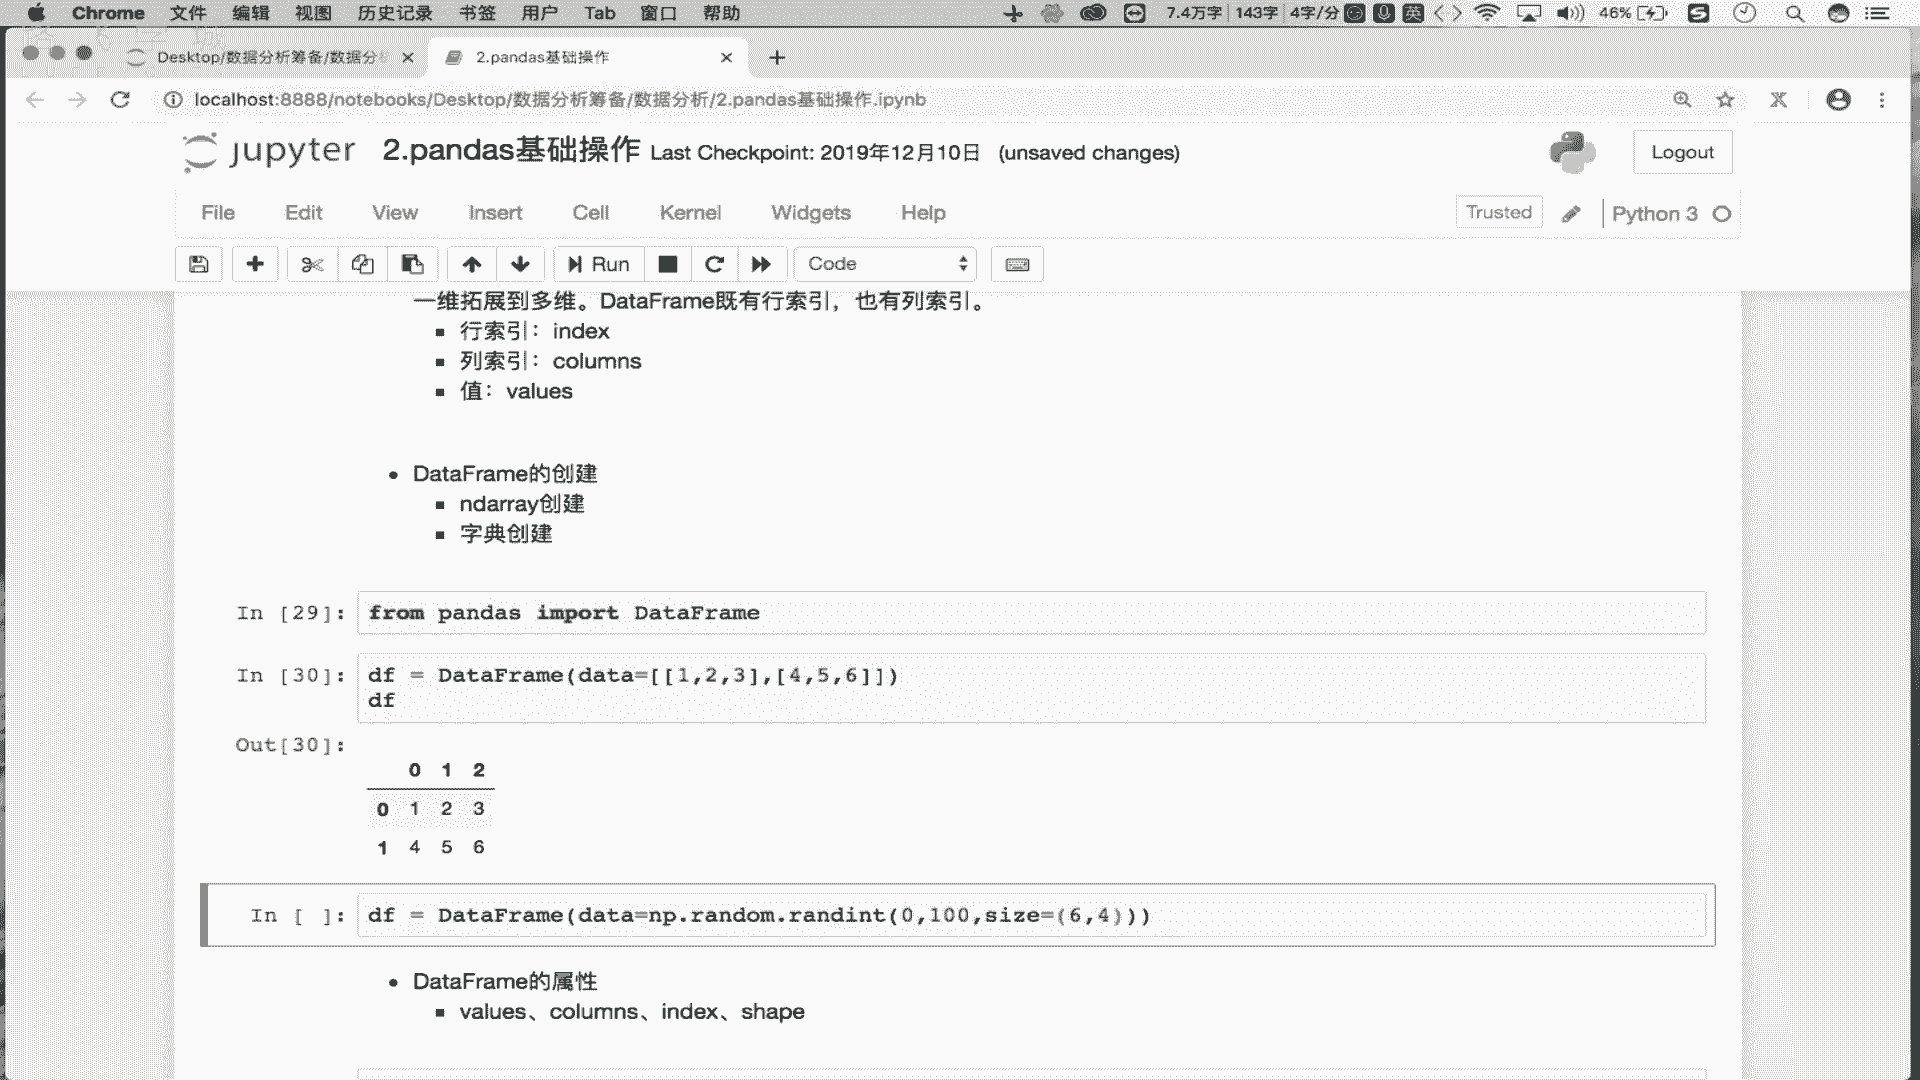 Chrome 文件 编辑 视图 历史记录 书签 用户 Tab 窗口 帮助 7.4万字 143字 4字/分 英 46%
Desktop/数据分析筹备/数据分析 2.pandas基础操作
localhost:8888/notebooks/Desktop/数据分析筹备/数据分析/2.pandas基础操作.ipynb
jupyter 2.pandas基础操作 Last Checkpoint: 2019年12月10日 (unsaved changes) Logout
File Edit View Insert Cell Kernel Widgets Help Trusted Python 3
Run Code
一维拓展到多维。DataFrame既有行索引，也有列索引。
▪ 行索引：index
▪ 列索引：columns
▪ 值：values
• DataFrame的创建
▪ ndarray创建
▪ 字典创建
In [29]: from pandas import DataFrame
In [30]: df = DataFrame(data=[[1,2,3],[4,5,6]])
df
Out[30]:
0 1 2
0 1 2 3
1 4 5 6
In [ ]: df = DataFrame(data=np.random.randint(0,100,size=(6,4)))
• DataFrame的属性
▪ values、columns、index、shape